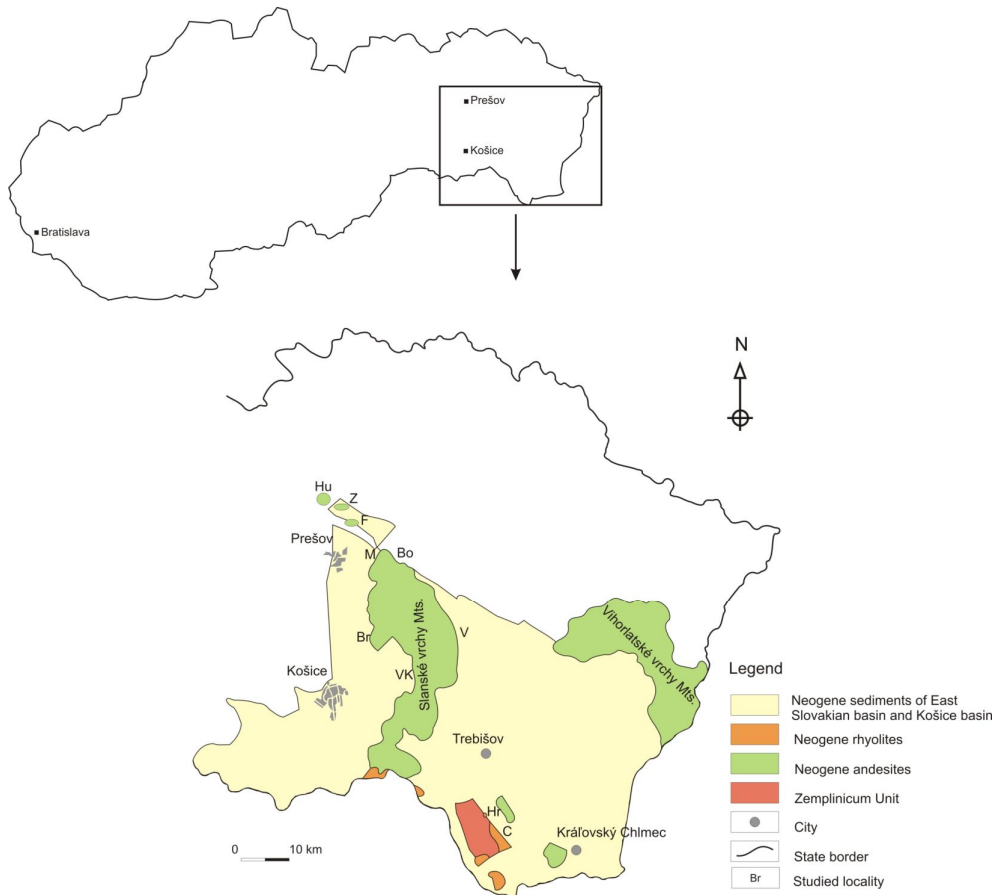 Prešov
Košice
Bratislava
N
Hu
Z
F
Prešov
M
Bo
Br
V
Slanské vrchy Mts.
Vihorlatské vrchy Mts.
VK
Košice
Trebišov
Hr
C
Kráľovský Chlmec
0 10 km
Legend
Neogene sediments of East
Slovakian basin and Košice basin
Neogene rhyolites
Neogene andesites
Zemplinicum Unit
City
State border
Br
Studied locality